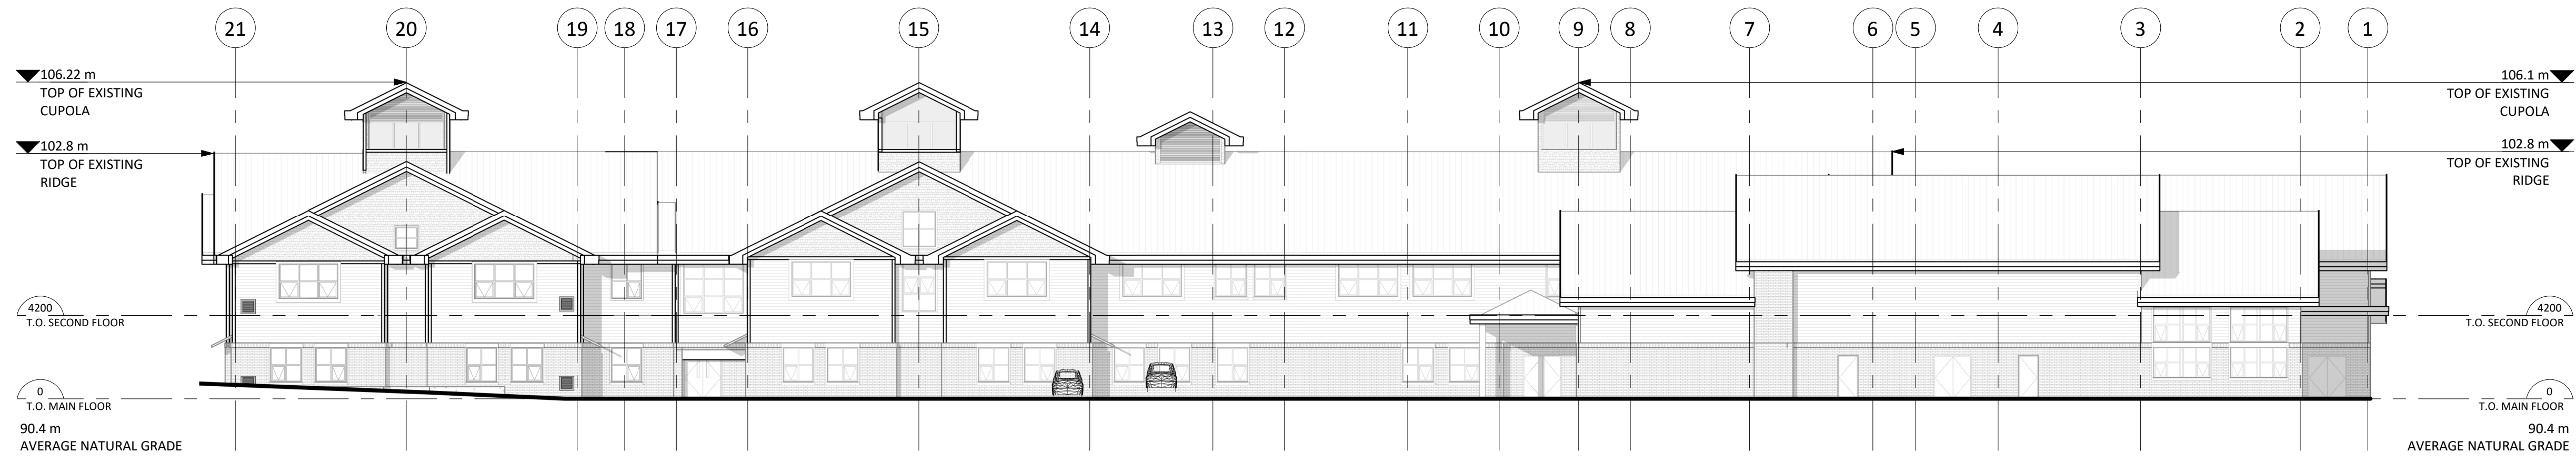 21 20 19 18 17 16 15 14 13 12 11 10 9 8 7 6 5 4 3 2 1
106.22 m
TOP OF EXISTING
CUPOLA
106.1 m
TOP OF EXISTING
CUPOLA
102.8 m
TOP OF EXISTING
RIDGE
102.8 m
TOP OF EXISTING
RIDGE
4200
T.O. SECOND FLOOR
4200
T.O. SECOND FLOOR
0
T.O. MAIN FLOOR
0
T.O. MAIN FLOOR
90.4 m
AVERAGE NATURAL GRADE
90.4 m
AVERAGE NATURAL GRADE